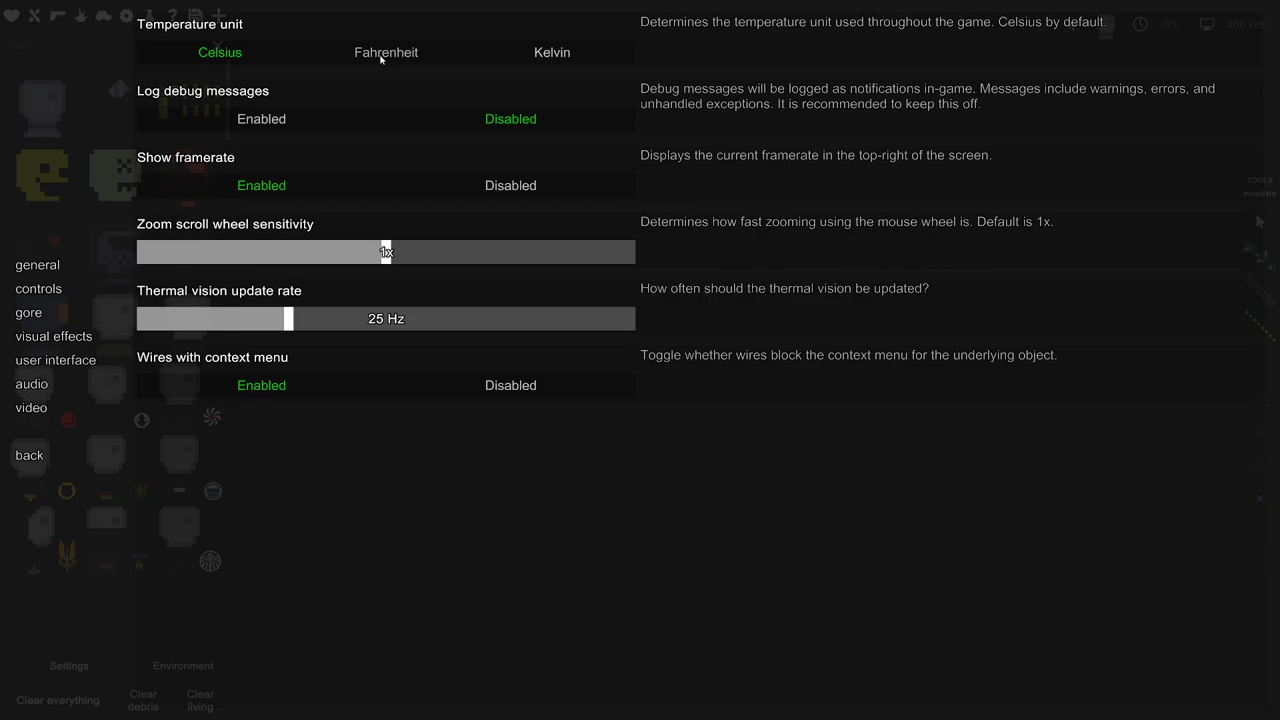 Temperature unit
Determines the temperature unit used throughout the game. Celsius by default.
Celsius Fahrenheit Kelvin
0%
266 FPS
Log debug messages
Debug messages will be logged as notifications in-game. Messages include warnings, errors, and
unhandled exceptions. It is recommended to keep this off.
Enabled Disabled
Show framerate
Displays the current framerate in the top-right of the screen.
Enabled Disabled
TOOLS
POWERS
Zoom scroll wheel sensitivity
Determines how fast zooming using the mouse wheel is. Default is 1x.
1x
general
controls
gore
visual effects
user interface
audio
video
back
Thermal vision update rate
How often should the thermal vision be updated?
25 Hz
Wires with context menu
Toggle whether wires block the context menu for the underlying object.
Enabled Disabled
Settings Environment
Clear everything
Clear
debris
Clear
living